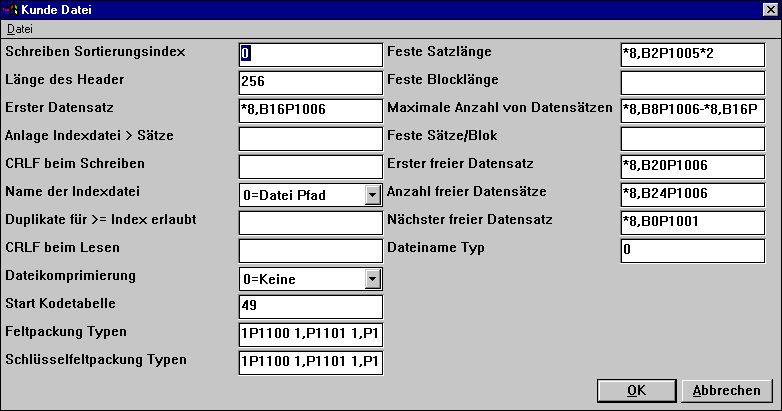 Kunde Datei
Datei
Schreiben Sortierungsindex 0 Feste Satzlänge *8,B2P1005*2
Länge des Header 256 Feste Blocklänge
Erster Datensatz *8,B16P1006 Maximale Anzahl von Datensätzen *8,B8P1006-*8,B16P
Anlage Indexdatei > Sätze Feste Sätze/Blok
CRLF beim Schreiben Erster freier Datensatz *8,B20P1006
Name der Indexdatei 0=Datei Pfad Anzahl freier Datensätze *8,B24P1006
Duplikate für >= Index erlaubt Nächster freier Datensatz *8,B0P1001
CRLF beim Lesen Dateiname Typ 0
Dateikomprimierung 0=Keine
Start Kodetabelle 49
Feltpackung Typen 1P1100 1,P1101 1,P1
Schlüsselfeltpackung Typen 1P1100 1,P1101 1,P1
OK Abbrechen